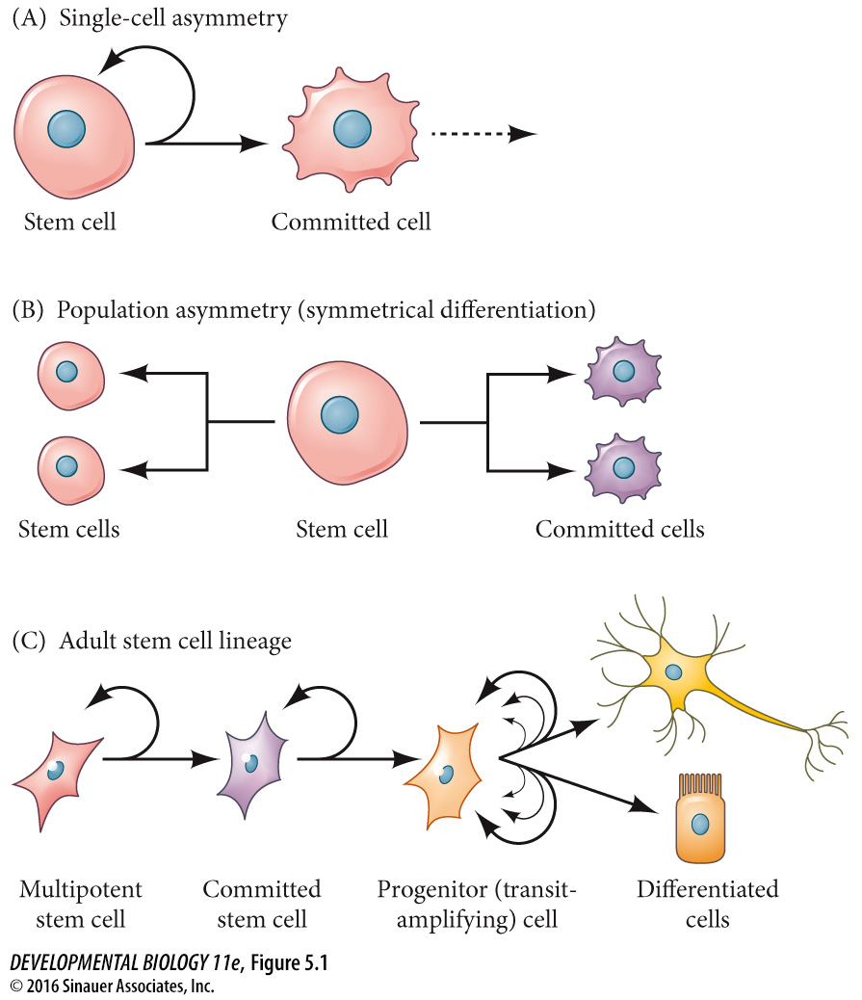 (A) Single-cell asymmetry
Stem cell
Committed cell
(B) Population asymmetry (symmetrical differentiation)
Stem cells
Stem cell
Committed cells
(C) Adult stem cell lineage
Multipotent
stem cell
Committed
stem cell
Progenitor (transit-
amplifying) cell
Differentiated
cells
DEVELOPMENTAL BIOLOGY 11e, Figure 5.1
© 2016 Sinauer Associates, Inc.